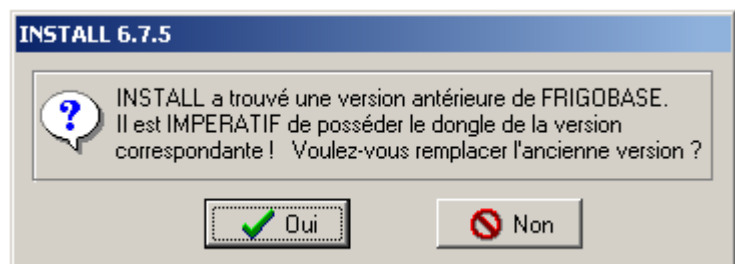 INSTALL 6.7.5
INSTALL a trouvé une version antérieure de FRIGOBASE.
Il est IMPERATIF de posséder le dongle de la version
correspondante ! Voulez-vous remplacer l'ancienne version ?
Oui
Non